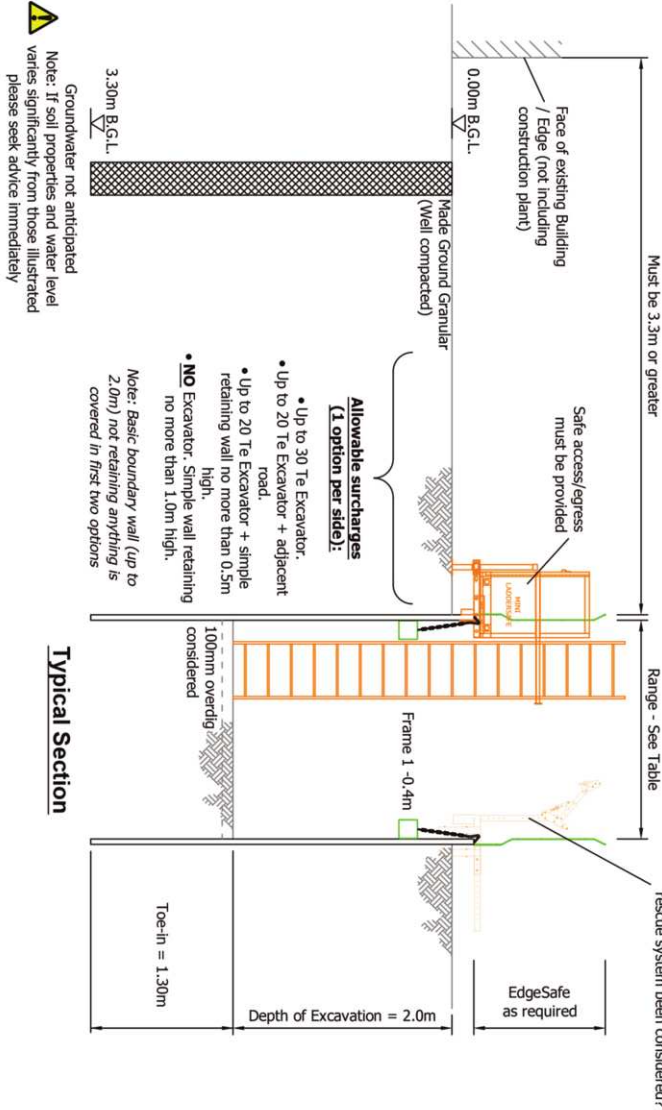 Must be 3.3m or greater
Range - See Table
rescue system been considered?
Face of existing Building
/ Edge (not including
construction plant)
Safe access/egress
must be provided
MINI
LADDERSAFE
EdgeSafe
as required
0.00m B.G.L.
Made Ground Granular
(Well compacted)
Frame 1 -0.4m
Allowable surcharges
(1 option per side):
• Up to 30 Te Excavator.
• Up to 20 Te Excavator + adjacent
road.
• Up to 20 Te Excavator + simple
retaining wall no more than 0.5m
high.
• NO Excavator. Simple wall retaining
no more than 1.0m high.
Note: Basic boundary wall (up to
2.0m) not retaining anything is
covered in first two options
100mm overdig
considered
Depth of Excavation = 2.0m
Toe-in = 1.30m
3.30m B.G.L.
Groundwater not anticipated
Note: If soil properties and water level
varies significantly from those illustrated
please seek advice immediately
Typical Section